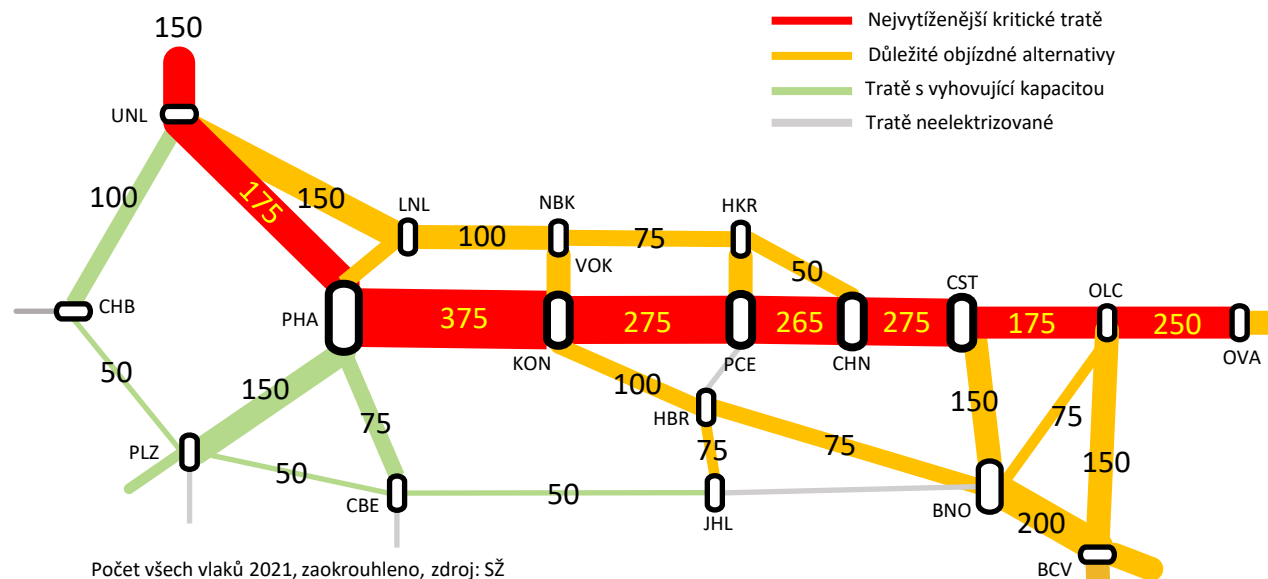 150
Nejvytíženější kritické tratě
Důležité objízdné alternativy
Tratě s vyhovující kapacitou
Tratě neelektrizované
UNL
100
175
150
LNL
NBK
HKR
100
75
VOK
50
CST
OLC
CHB
PHA
375
275
265
275
175
250
KON
PCE
CHN
OVA
50
150
75
100
HBR
150
75
PLZ
75
75
150
50
CBE
50
JHL
BNO
200
BCV
Počet všech vlaků 2021, zaokrouhleno, zdroj: SŽ